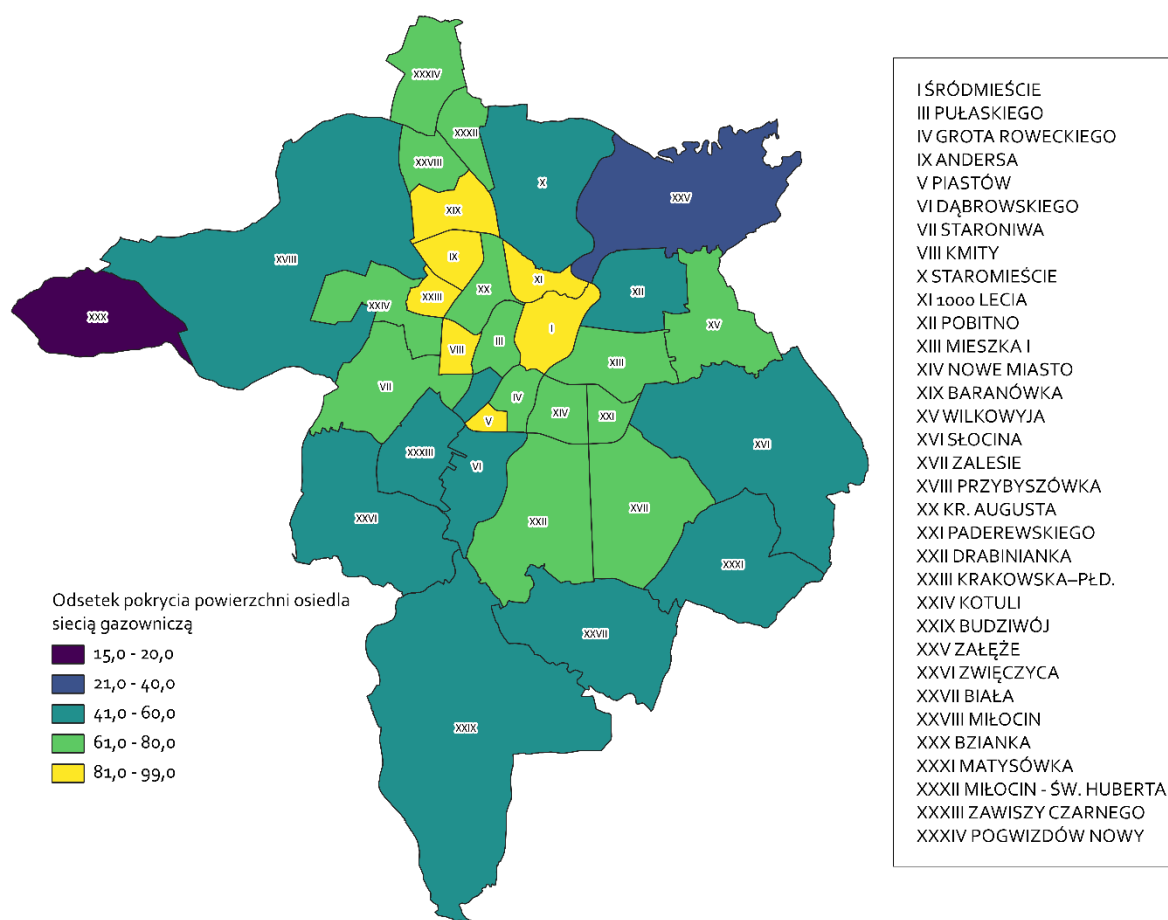 XXXIV
XXXII
XXVIII
X
XXV
XIX
IX
XVIII
XI
XII
XX
XXIII
XXIV
XXX
I
XV
III
VIII
XIII
VII
IV
XIV
XXI
V
XXXIII
VI
XVI
XXII
XVII
XXVI
XXXI
XXVII
XXIX
Odsetek pokrycia powierzchni osiedla
siecią gazowniczą
15,0 - 20,0
21,0 - 40,0
41,0 - 60,0
61,0 - 80,0
81,0 - 99,0
I ŚRÓDMIEŚCIE
III PUŁASKIEGO
IV GROTA ROWECKIEGO
IX ANDERSA
V PIASTÓW
VI DĄBROWSKIEGO
VII STARONIWA
VIII KMITY
X STAROMIEŚCIE
XI 1000 LECIA
XII POBITNO
XIII MIESZKA I
XIV NOWE MIASTO
XIX BARANÓWKA
XV WILKOWYJA
XVI SŁOCINA
XVII ZALESIE
XVIII PRZYBYSZÓWKA
XX KR. AUGUSTA
XXI PADEREWSKIEGO
XXII DRABINIANKA
XXIII KRAKOWSKA–PŁD.
XXIV KOTULI
XXIX BUDZIWÓJ
XXV ZAŁĘŻE
XXVI ZWIĘCZYCA
XXVII BIAŁA
XXVIII MIŁOCIN
XXX BZIANKA
XXXI MATYSÓWKA
XXXII MIŁOCIN - ŚW. HUBERTA
XXXIII ZAWISZY CZARNEGO
XXXIV POGWIZDÓW NOWY